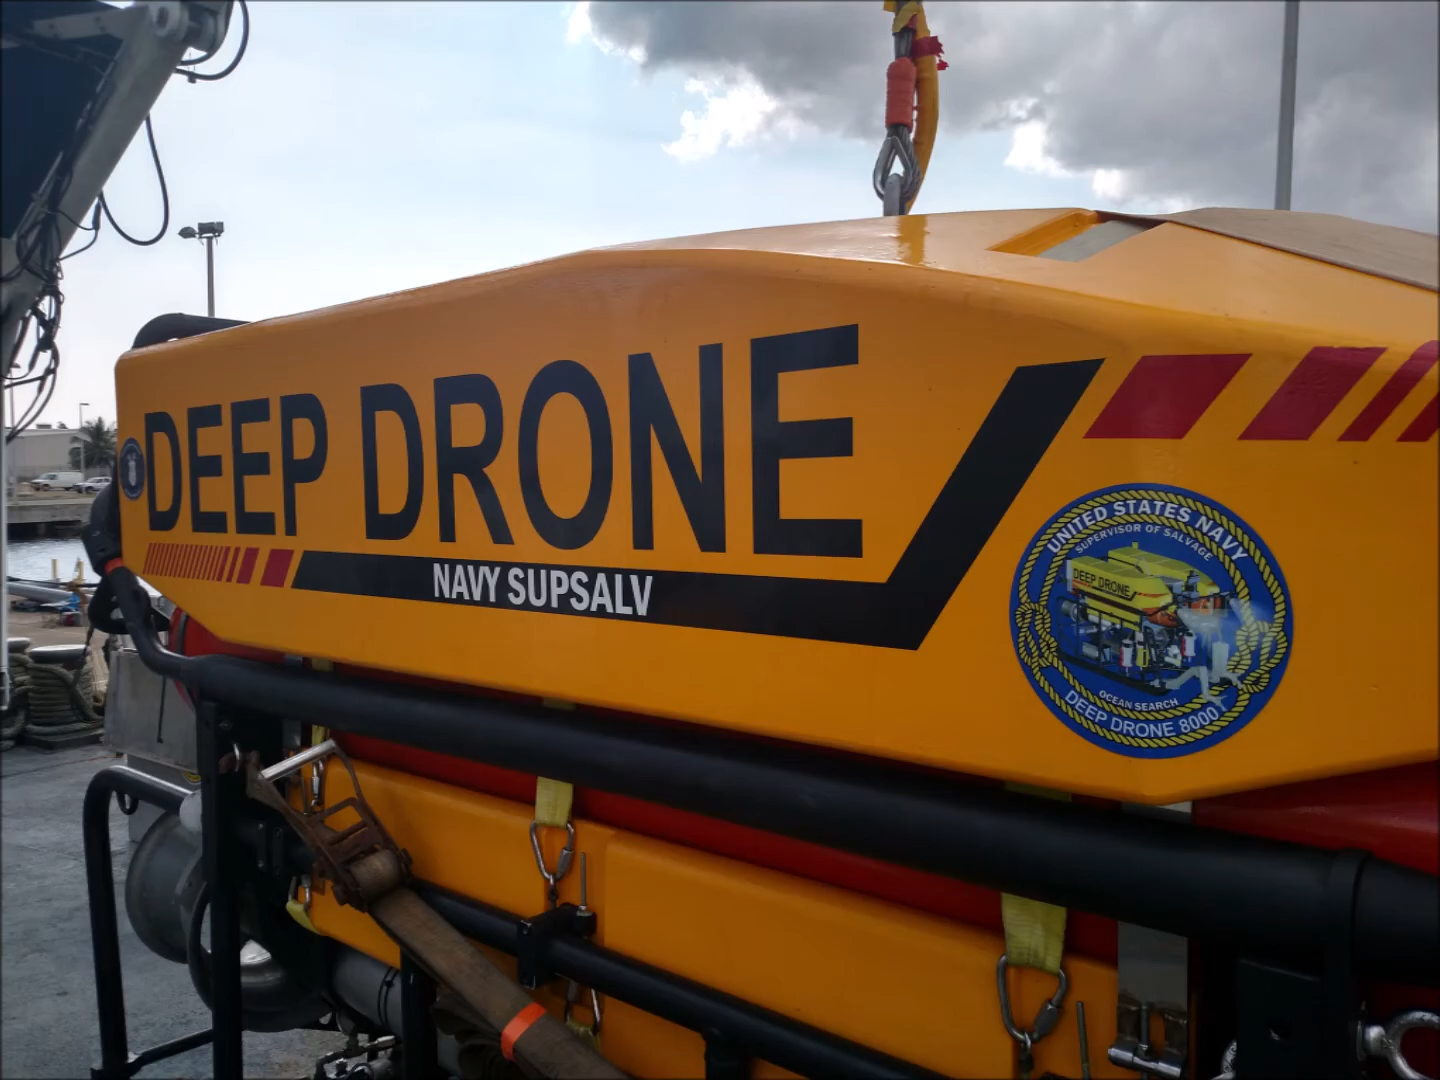 DEEP DRONE
NAVY SUPSALV
UNITED STATES NAVY
SUPERVISOR OF SALVAGE
DEEP DRONE
OCEAN SEARCH
DEEP DRONE 8000